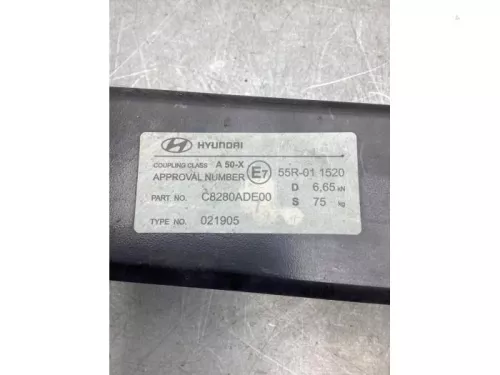 HYUNDAI
COUPLING CLASS A 50-X
APPROVAL NUMBER E7 55R-01 1520
D 6,65 kN
PART NO. C8280ADE00 S 75 kg
TYPE NO. 021905